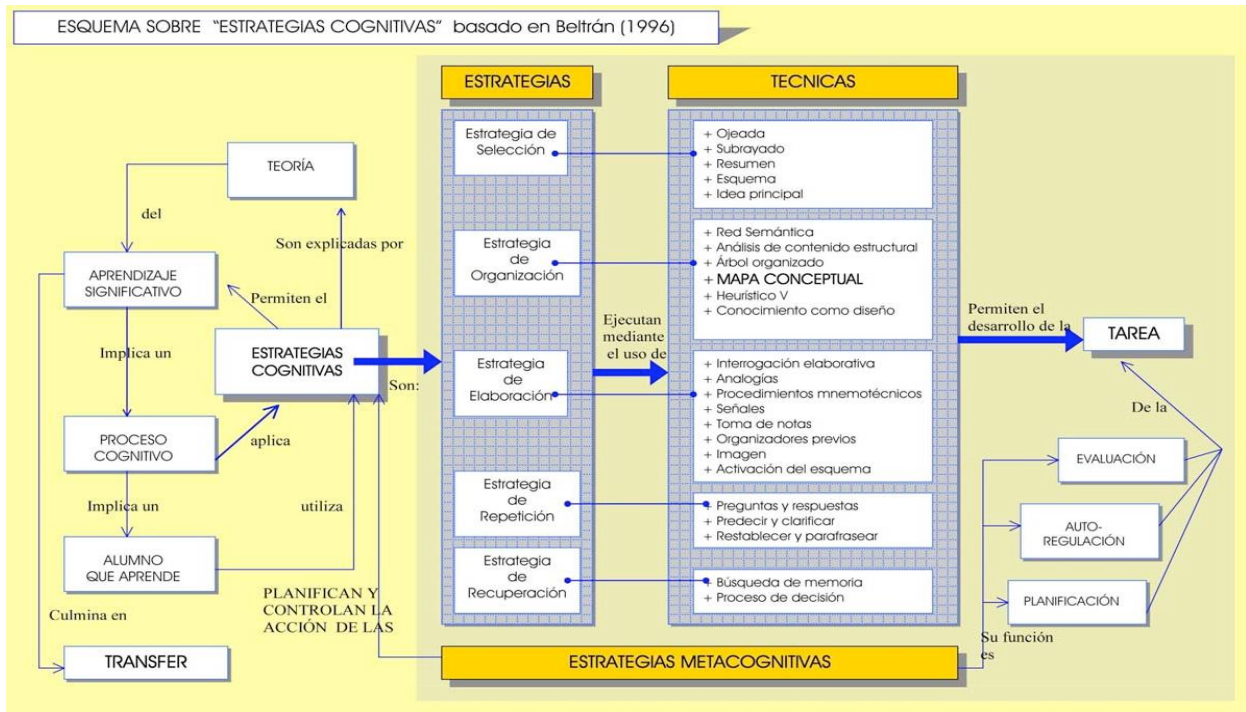 ESQUEMA SOBRE "ESTRATEGIAS COGNITIVAS" basado en Beltrán (1996)
ESTRATEGIAS
TECNICAS
TEORÍA
del
Son explicadas por
APRENDIZAJE
SIGNIFICATIVO
Permiten el
Implica un
ESTRATEGIAS
COGNITIVAS
Son:
PROCESO
COGNITIVO
aplica
Implica un
utiliza
ALUMNO
QUE APRENDE
Culmina en
TRANSFER
PLANIFICAN Y
CONTROLAN LA
ACCIÓN DE LAS
Estrategia de
Selección
Estrategia
de
Organización
Estrategia
de
Elaboración
Estrategia
de
Repetición
Estrategia
de
Recuperación
Ejecutan
mediante
el uso de
+ Ojeada
+ Subrayado
+ Resumen
+ Esquema
+ Idea principal
+ Red Semántica
+ Análisis de contenido estructural
+ Árbol organizado
+ MAPA CONCEPTUAL
+ Heurístico V
+ Conocimiento como diseño
+ Interrogación elaborativa
+ Analogías
+ Procedimientos mnemotécnicos
+ Señales
+ Toma de notas
+ Organizadores previos
+ Imagen
+ Activación del esquema
+ Preguntas y respuestas
+ Predecir y clarificar
+ Restablecer y parafrasear
+ Búsqueda de memoria
+ Proceso de decisión
Permiten el
desarrollo de la
TAREA
De la
EVALUACIÓN
AUTO-
REGULACIÓN
PLANIFICACIÓN
Su función
es
ESTRATEGIAS METACOGNITIVAS